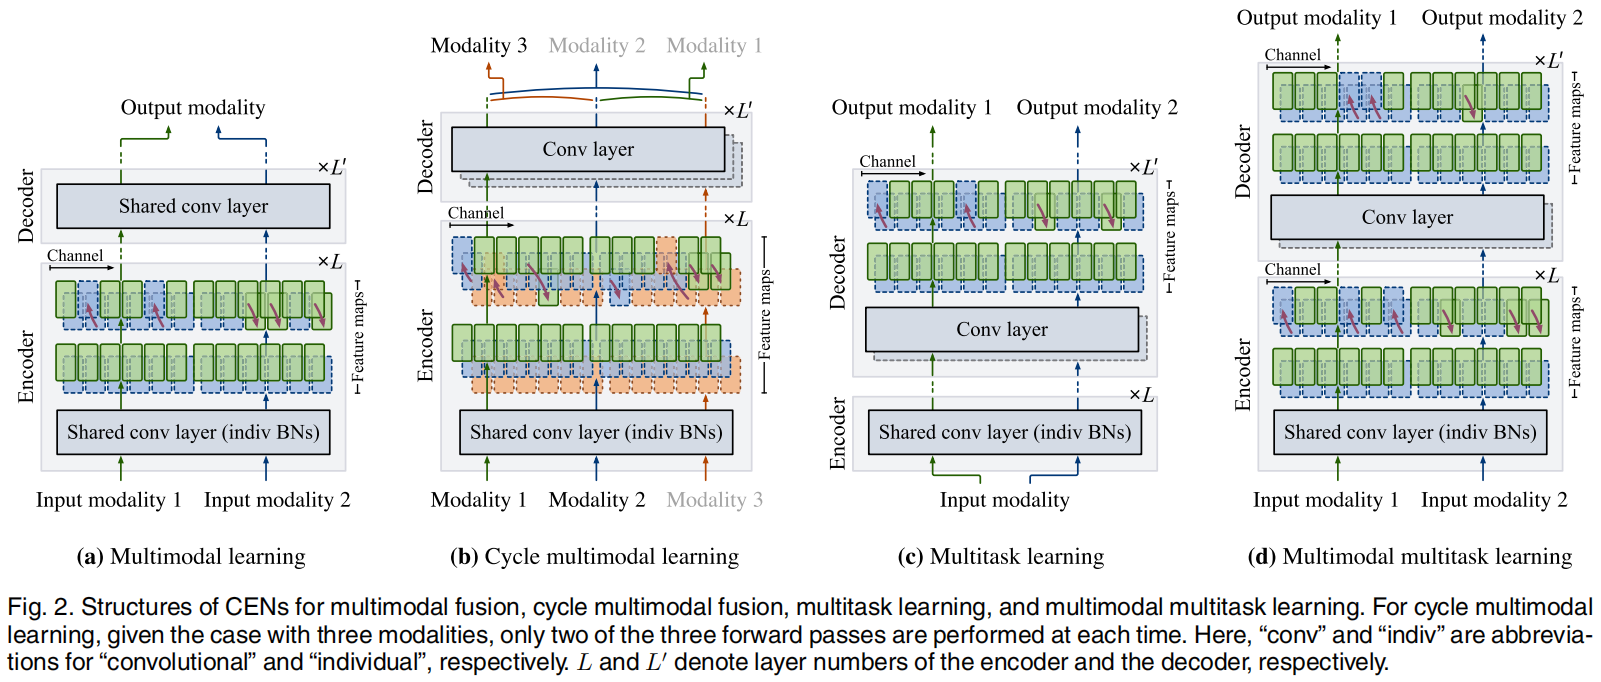 Output modality
×L′
Decoder
Shared conv layer
×L
Channel
Encoder
Feature maps
Shared conv layer (indiv BNs)
Input modality 1
Input modality 2
(a) Multimodal learning
Modality 3
Modality 2
Modality 1
×L′
Decoder
Conv layer
×L
Channel
Encoder
Feature maps
Shared conv layer (indiv BNs)
Modality 1
Modality 2
Modality 3
(b) Cycle multimodal learning
Output modality 1
Output modality 2
×L′
Channel
Decoder
Feature maps
Conv layer
×L
Encoder
Shared conv layer (indiv BNs)
Input modality
(c) Multitask learning
Output modality 1
Output modality 2
×L′
Channel
Decoder
Feature maps
Conv layer
×L
Channel
Encoder
Feature maps
Shared conv layer (indiv BNs)
Input modality 1
Input modality 2
(d) Multimodal multitask learning
Fig. 2. Structures of CENs for multimodal fusion, cycle multimodal fusion, multitask learning, and multimodal multitask learning. For cycle multimodal
learning, given the case with three modalities, only two of the three forward passes are performed at each time. Here, “conv” and “indiv” are abbrevia-
tions for “convolutional” and “individual”, respectively. L and L′ denote layer numbers of the encoder and the decoder, respectively.